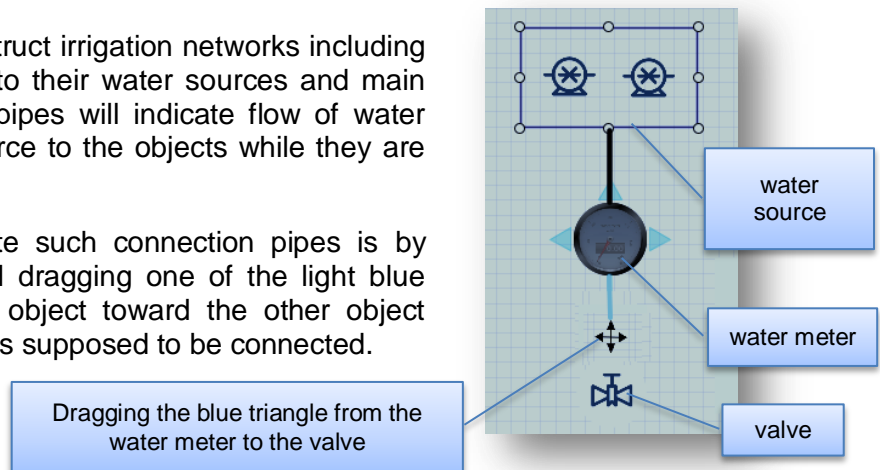 truct irrigation networks including
to their water sources and main
pipes will indicate flow of water
rce to the objects while they are
te such connection pipes is by
d dragging one of the light blue
object toward the other object
s supposed to be connected.
water
source
water meter
Dragging the blue triangle from the
water meter to the valve
valve